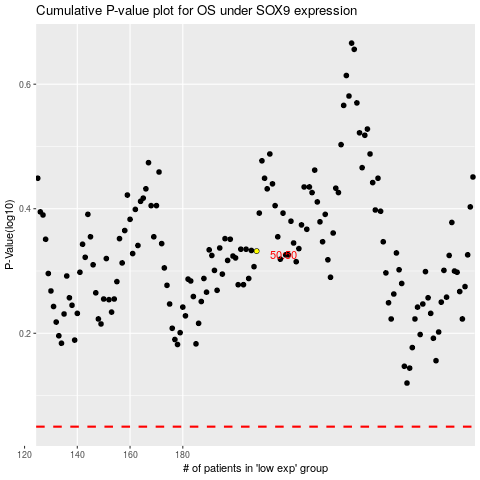 Cumulative P-value plot for OS under SOX9 expression
P-Value(log10)
0.6
0.4
0.2
50-50
120 140 160 180
# of patients in 'low exp' group